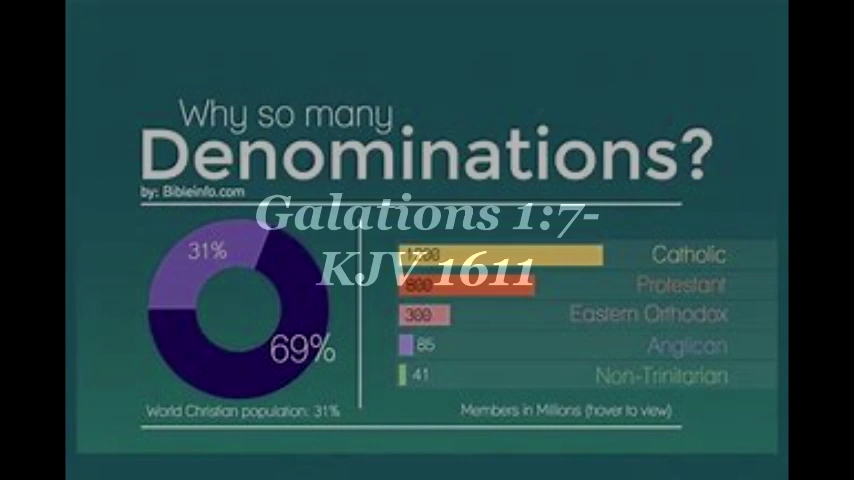 Why so many
Denominations?
by: BibleInfo.com
Galations 1:7-
KJV 1611
31%
69%
World Christian population: 31%
1200 Catholic
800 Protestant
300 Eastern Orthodox
85 Anglican
41 Non-Trinitarian
Members in Millions (hover to view)